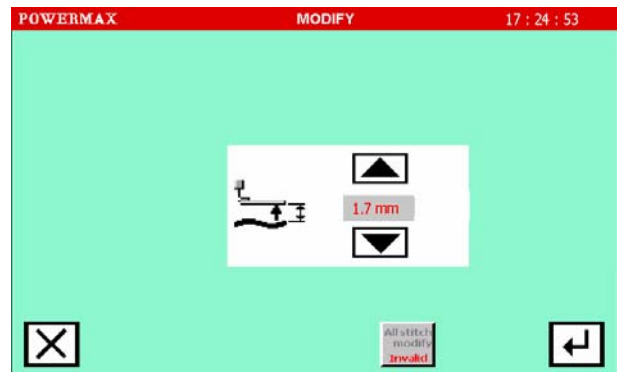 POWERMAX MODIFY 17 : 24 : 53
1.7 mm
All stitch
modify
Invalid